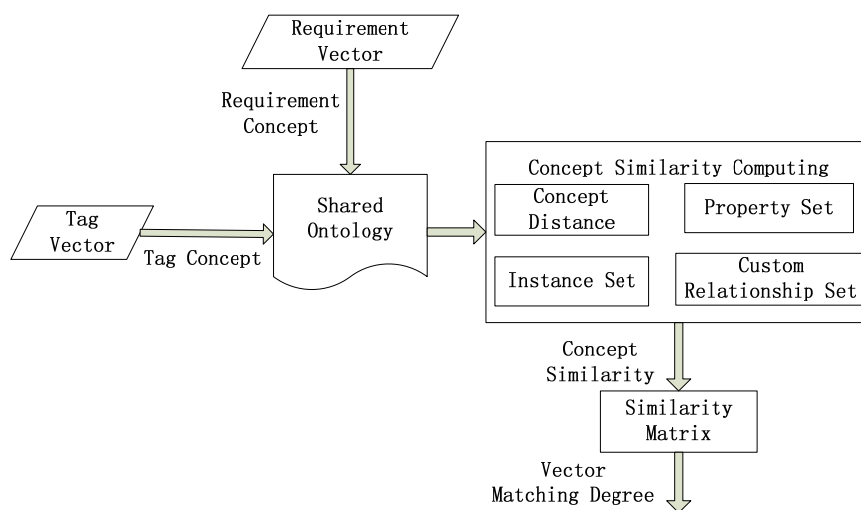 Requirement
Vector
Requirement
Concept
Tag
Vector
Tag Concept
Shared
Ontology
Concept Similarity Computing
Concept
Distance
Property Set
Instance Set
Custom
Relationship Set
Concept
Similarity
Similarity
Matrix
Vector
Matching Degree